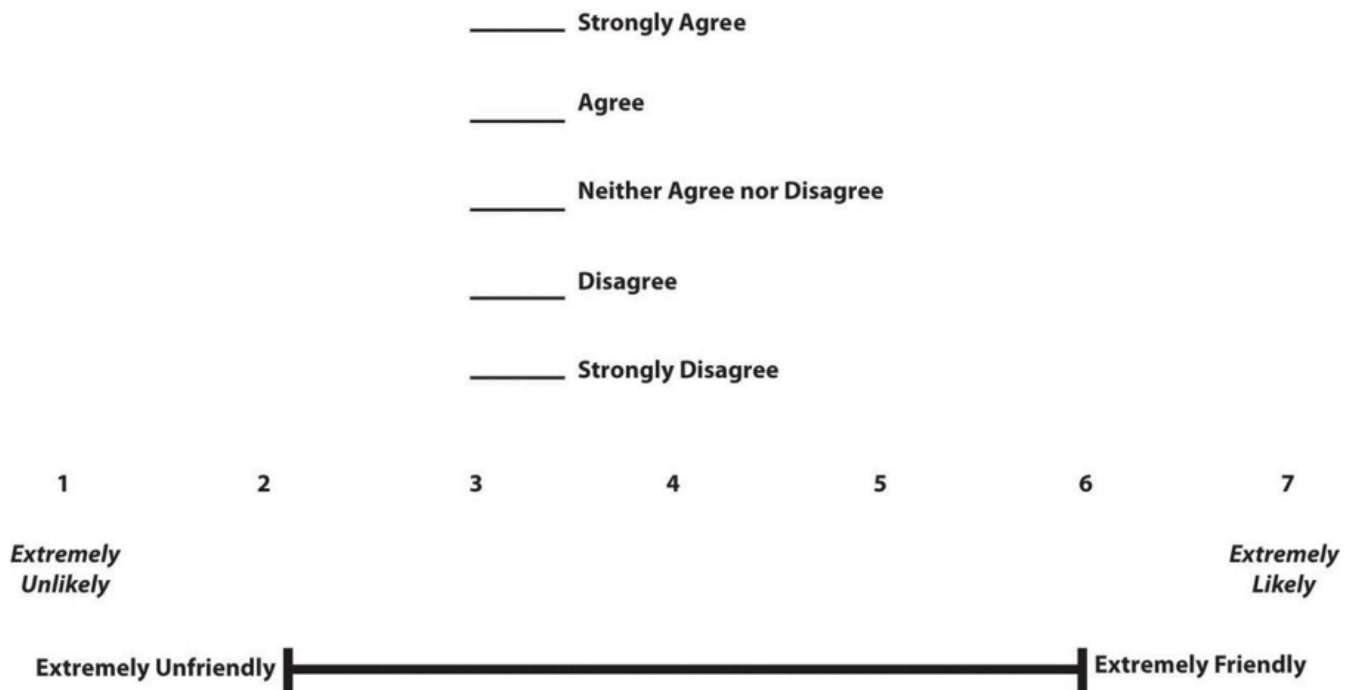 Strongly Agree
Agree
Neither Agree nor Disagree
Disagree
Strongly Disagree
1 2 3 4 5 6 7
Extremely Unlikely
Extremely Likely
Extremely Unfriendly Extremely Friendly